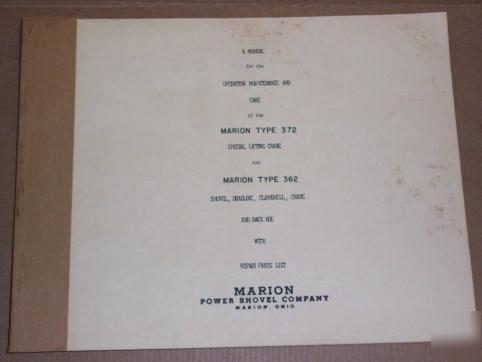 A MANUAL
for the
OPERATION MAINTENANCE AND
CARE
of the
MARION TYPE 372
SPECIAL LIFTING CRANE
and
MARION TYPE 362
SHOVEL, DRAGLINE, CLAMSHELL, CRANE
AND BACK HOE
WITH
REPAIR PARTS LIST
MARION
POWER SHOVEL COMPANY
MARION, OHIO